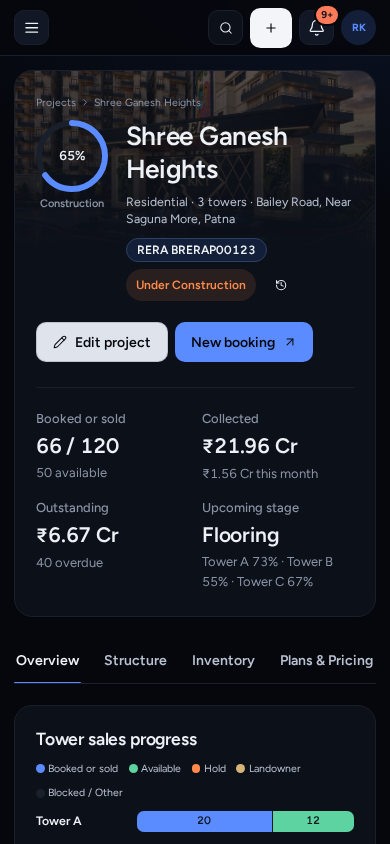 9+
RK
Projects > Shree Ganesh Heights
65%
Construction
Shree Ganesh
Heights
Residential · 3 towers · Bailey Road, Near
Saguna More, Patna
RERA BRERAP00123
Under Construction
Edit project
New booking
Booked or sold
66 / 120
50 available
Collected
₹21.96 Cr
₹1.56 Cr this month
Outstanding
₹6.67 Cr
40 overdue
Upcoming stage
Flooring
Tower A 73% · Tower B
55% · Tower C 67%
Overview Structure Inventory Plans & Pricing
Tower sales progress
Booked or sold Available Hold Landowner
Blocked / Other
Tower A 20 12